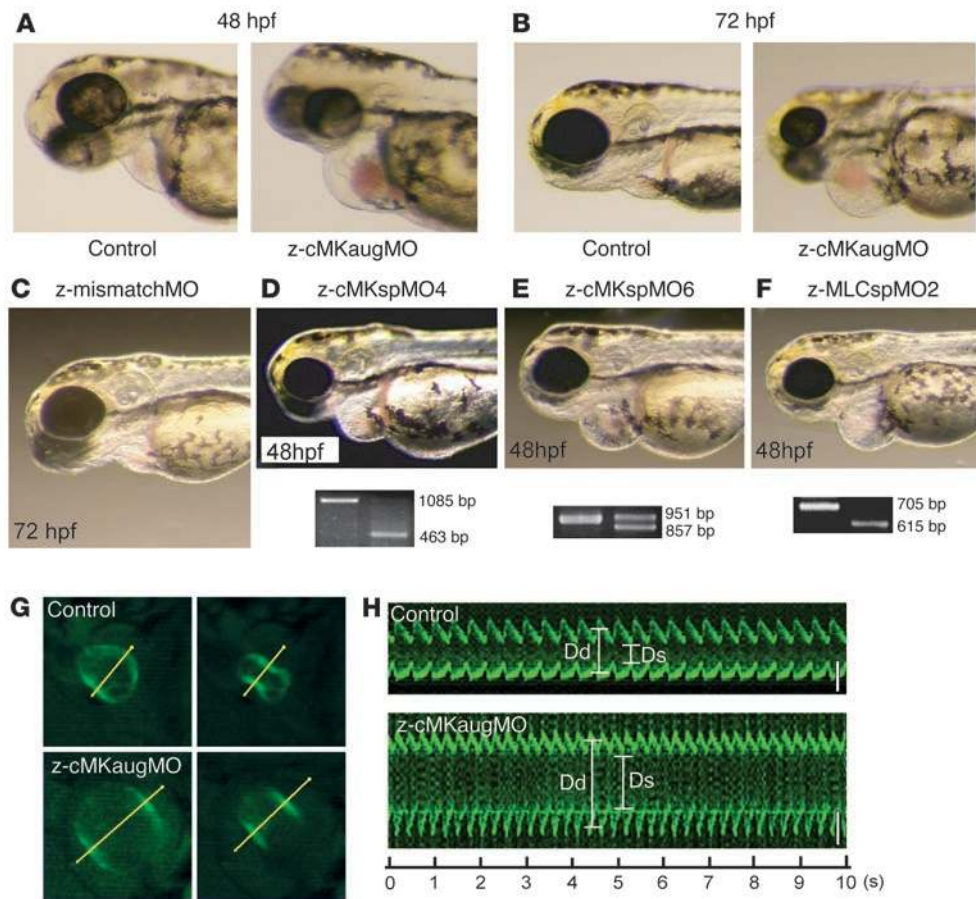 A 48 hpf
B 72 hpf
Control
z-cMKaugMO
Control
z-cMKaugMO
C z-mismatchMO
D z-cMKspMO4
E z-cMKspMO6
F z-MLCspMO2
72 hpf
48hpf
48hpf
48hpf
1085 bp
463 bp
951 bp
857 bp
705 bp
615 bp
G
Control
z-cMKaugMO
H
Control
Dd
Ds
z-cMKaugMO
Dd
Ds
0 1 2 3 4 5 6 7 8 9 10 (s)